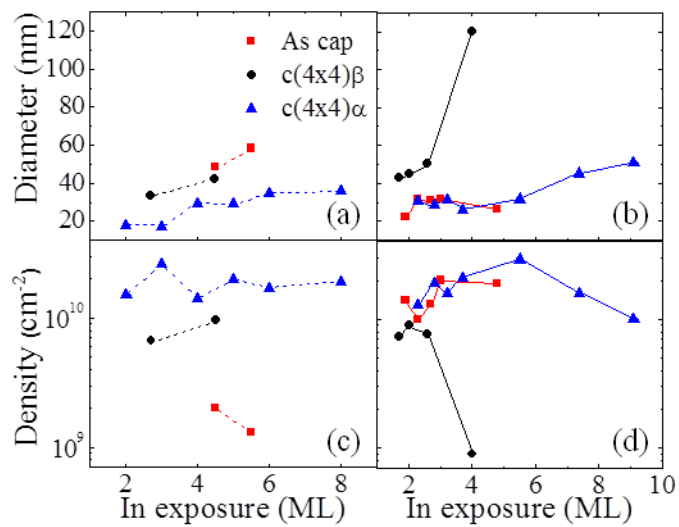 120
100
80
60
40
20
Diameter (nm)
As cap
c(4x4)β
c(4x4)α
(a)
(b)
10^10
10^9
Density (cm^-2)
(c)
(d)
2 4 6 8
2 4 6 8 10
In exposure (ML)
In exposure (ML)